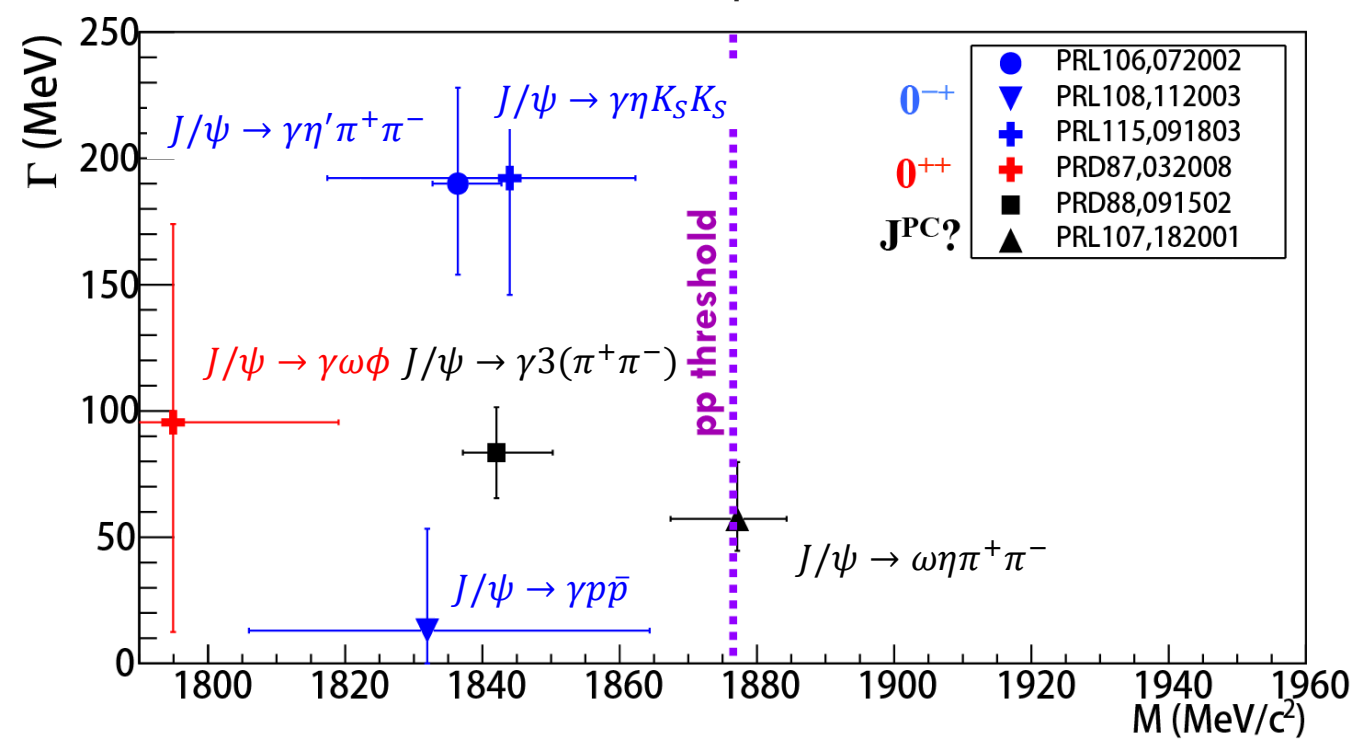 250
200
150
100
50
0
Γ (MeV)
J/ψ → γη′π⁺π⁻
J/ψ → γηK_SK_S
J/ψ → γωϕ
J/ψ → γ3(π⁺π⁻)
J/ψ → γpp̄
J/ψ → ωηπ⁺π⁻
pp threshold
0⁻⁺
0⁺⁺
Jᴾᶜ?
PRL106,072002
PRL108,112003
PRL115,091803
PRD87,032008
PRD88,091502
PRL107,182001
1800 1820 1840 1860 1880 1900 1920 1940 1960
M (MeV/c²)